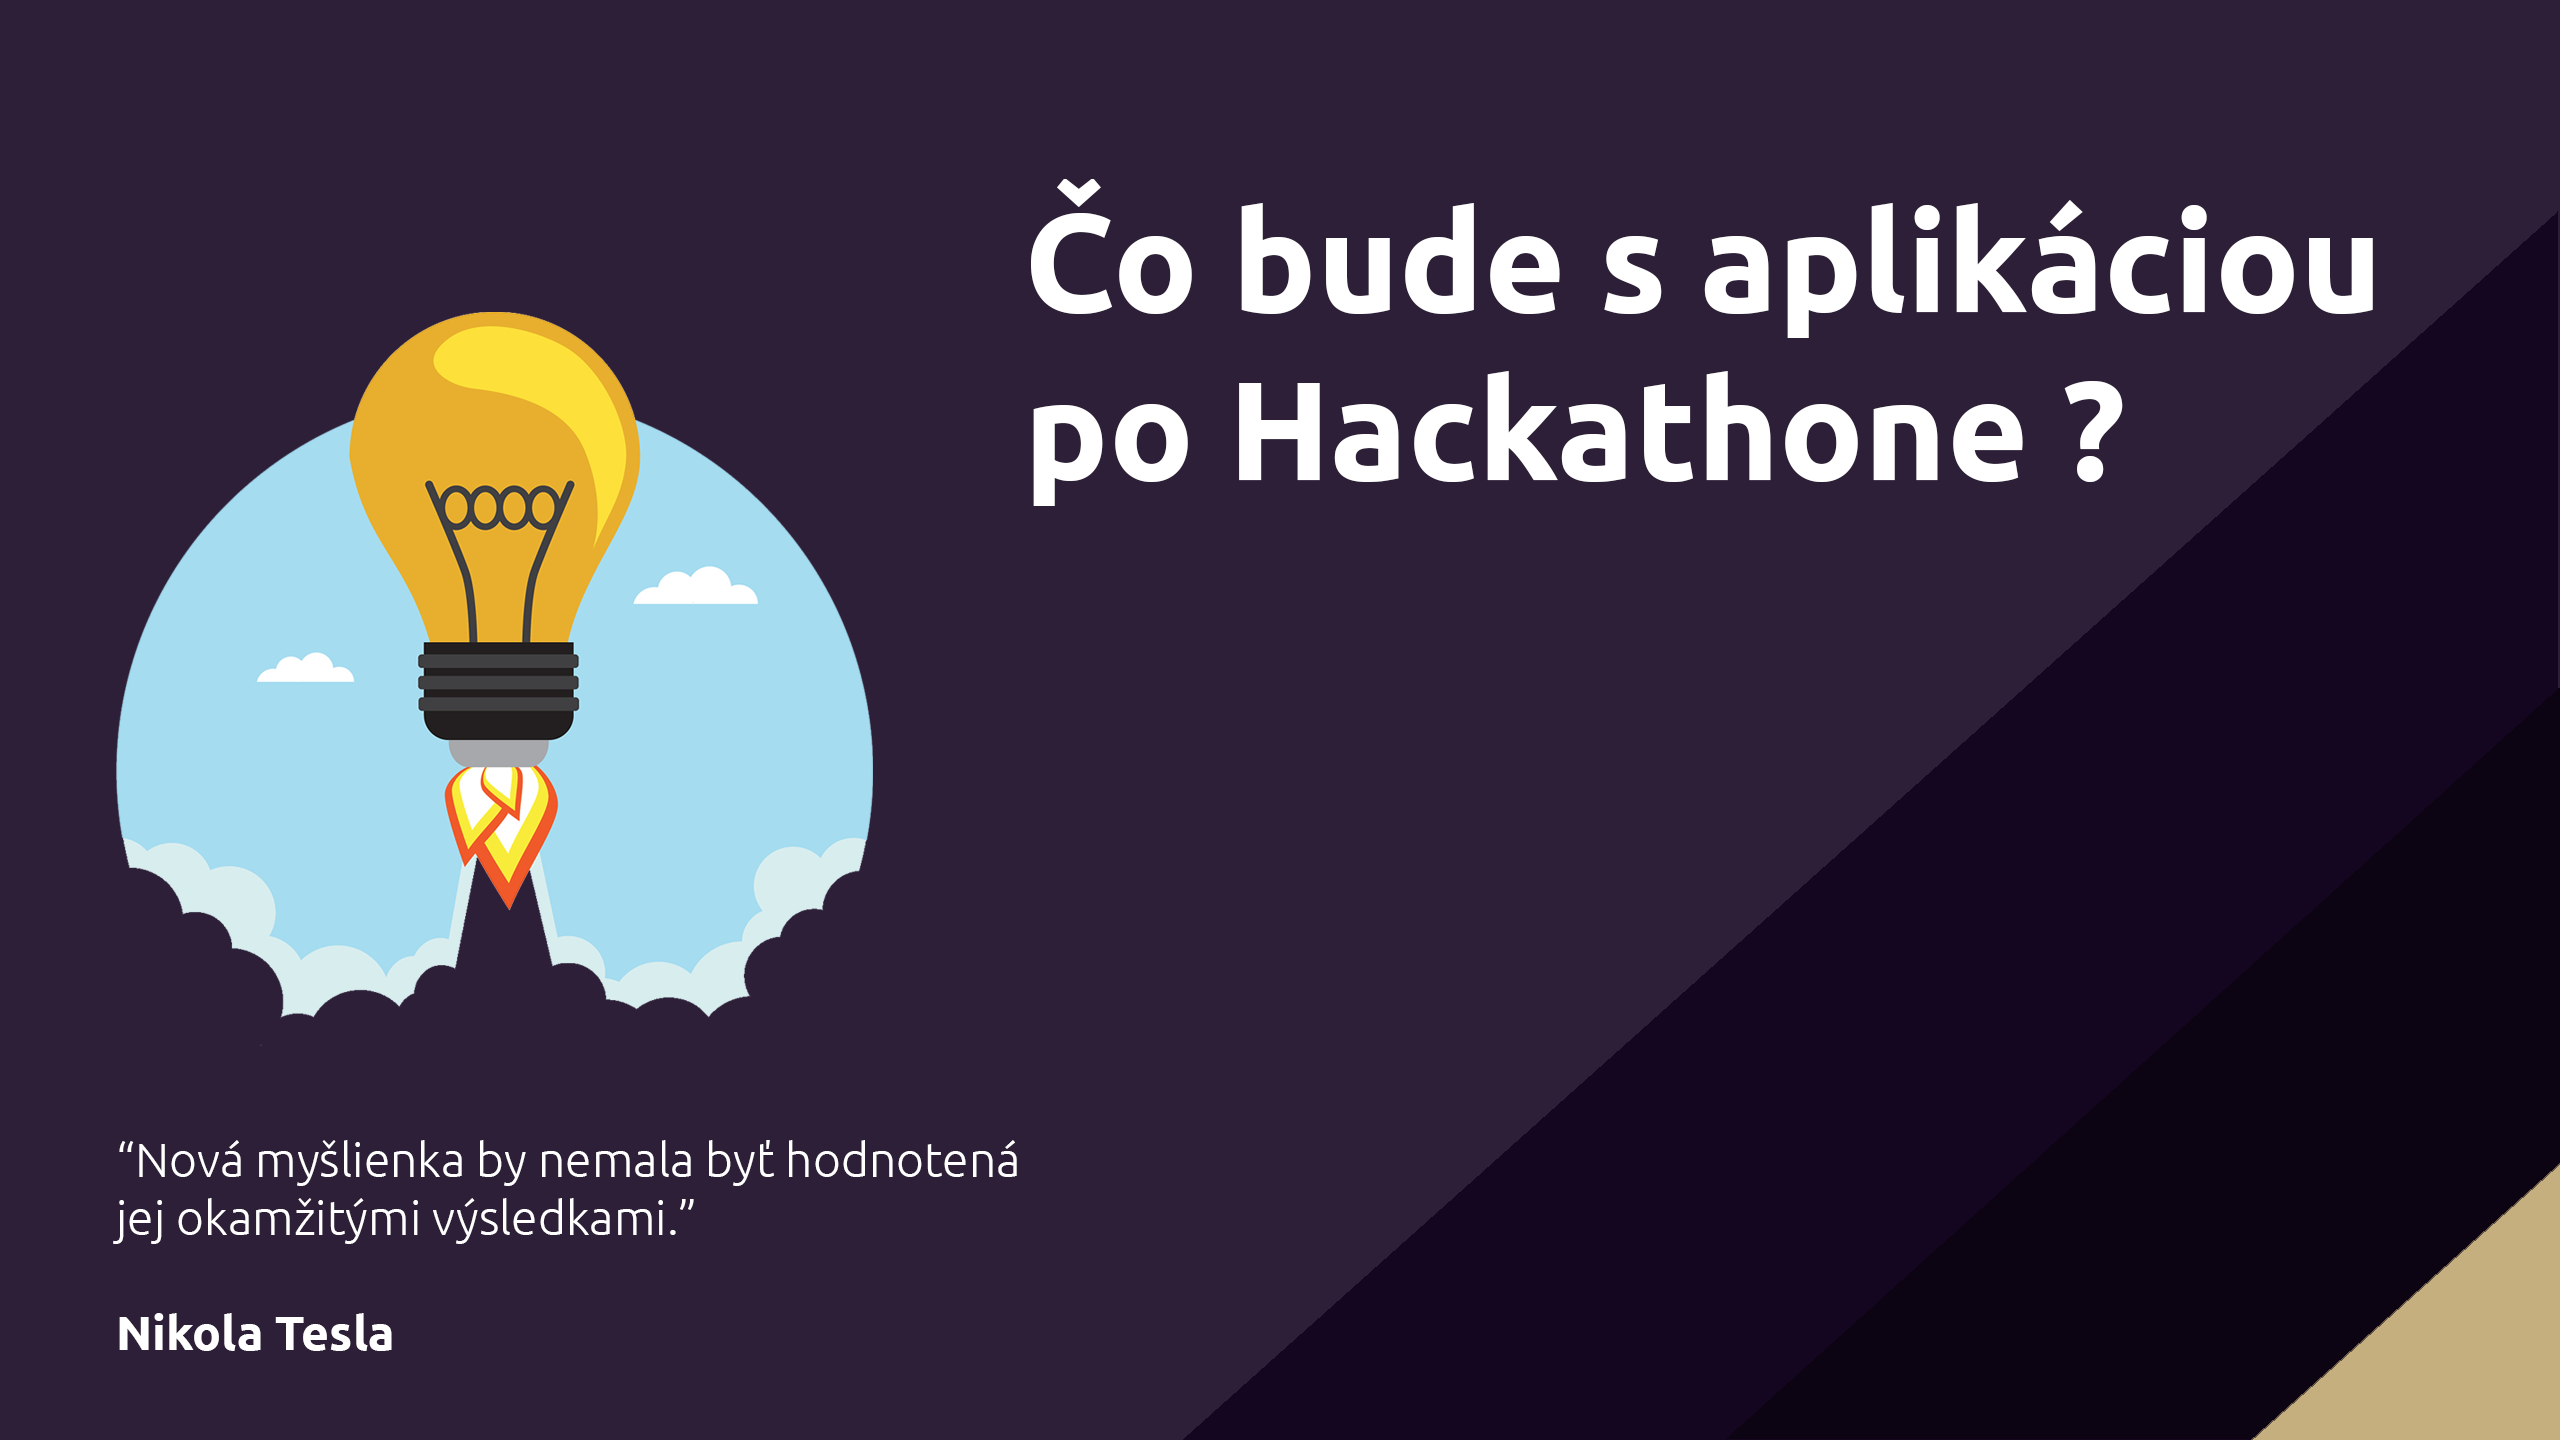 Čo bude s aplikáciou
po Hackathone ?
“Nová myšlienka by nemala byť hodnotená
jej okamžitými výsledkami.”
Nikola Tesla